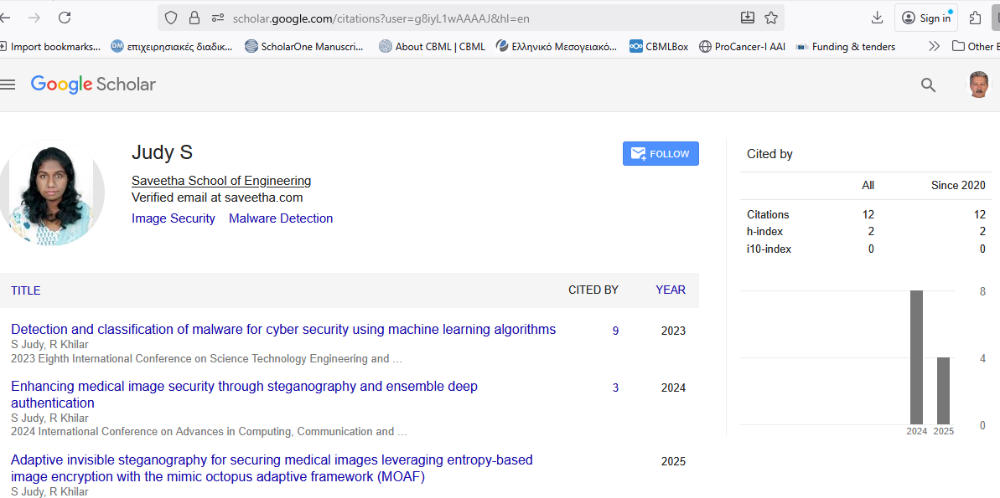 scholar.google.com/citations?user=g8iyL1wAAAAJ&hl=en
Sign in
Import bookmarks...
DM επιχειρησιακές διαδικ...
ScholarOne Manuscri...
About CBML | CBML
Ελληνικό Μεσογειακό...
CBMLBox
ProCancer-I AAI
Funding & tenders
Other
Google Scholar
Judy S
FOLLOW
Saveetha School of Engineering
Verified email at saveetha.com
Image Security Malware Detection
TITLE CITED BY YEAR
Detection and classification of malware for cyber security using machine learning algorithms 9 2023
S Judy, R Khilar
2023 Eighth International Conference on Science Technology Engineering and ...
Enhancing medical image security through steganography and ensemble deep 3 2024
authentication
S Judy, R Khilar
2024 International Conference on Advances in Computing, Communication and ...
Adaptive invisible steganography for securing medical images leveraging entropy-based 2025
image encryption with the mimic octopus adaptive framework (MOAF)
S Judy, R Khilar
Cited by
All Since 2020
Citations 12 12
h-index 2 2
i10-index 0 0
8
4
0
2024 2025